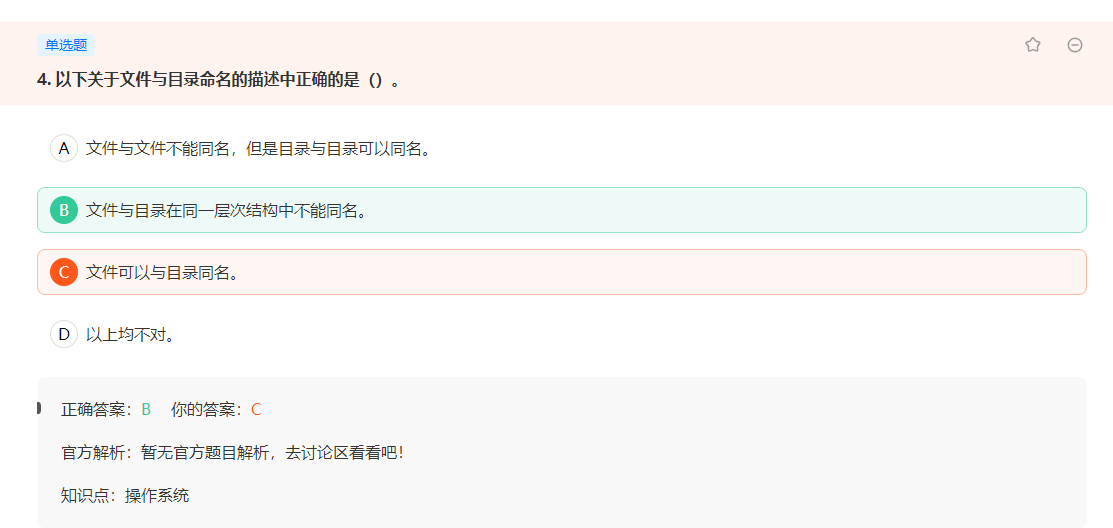 单选题
4. 以下关于文件与目录命名的描述中正确的是（）。
A 文件与文件不能同名，但是目录与目录可以同名。
B 文件与目录在同一层次结构中不能同名。
C 文件可以与目录同名。
D 以上均不对。
正确答案：B 你的答案：C
官方解析：暂无官方题目解析，去讨论区看看吧！
知识点：操作系统